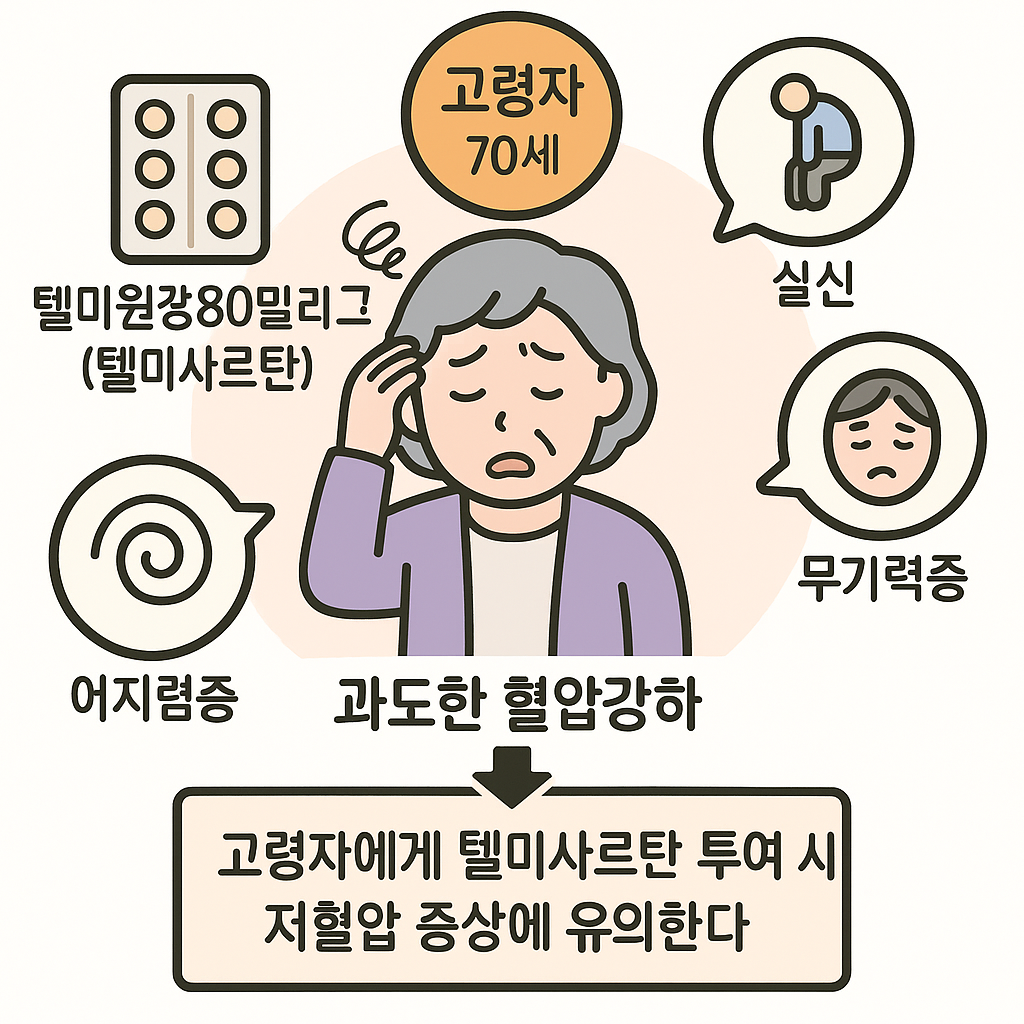 고령자
70세
텔미원강80밀리그
(텔미사르탄)
실신
무기력증
어지렴증
과도한 혈압강하
고령자에게 텔미사르탄 투여 시
저혈압 증상에 유의한다